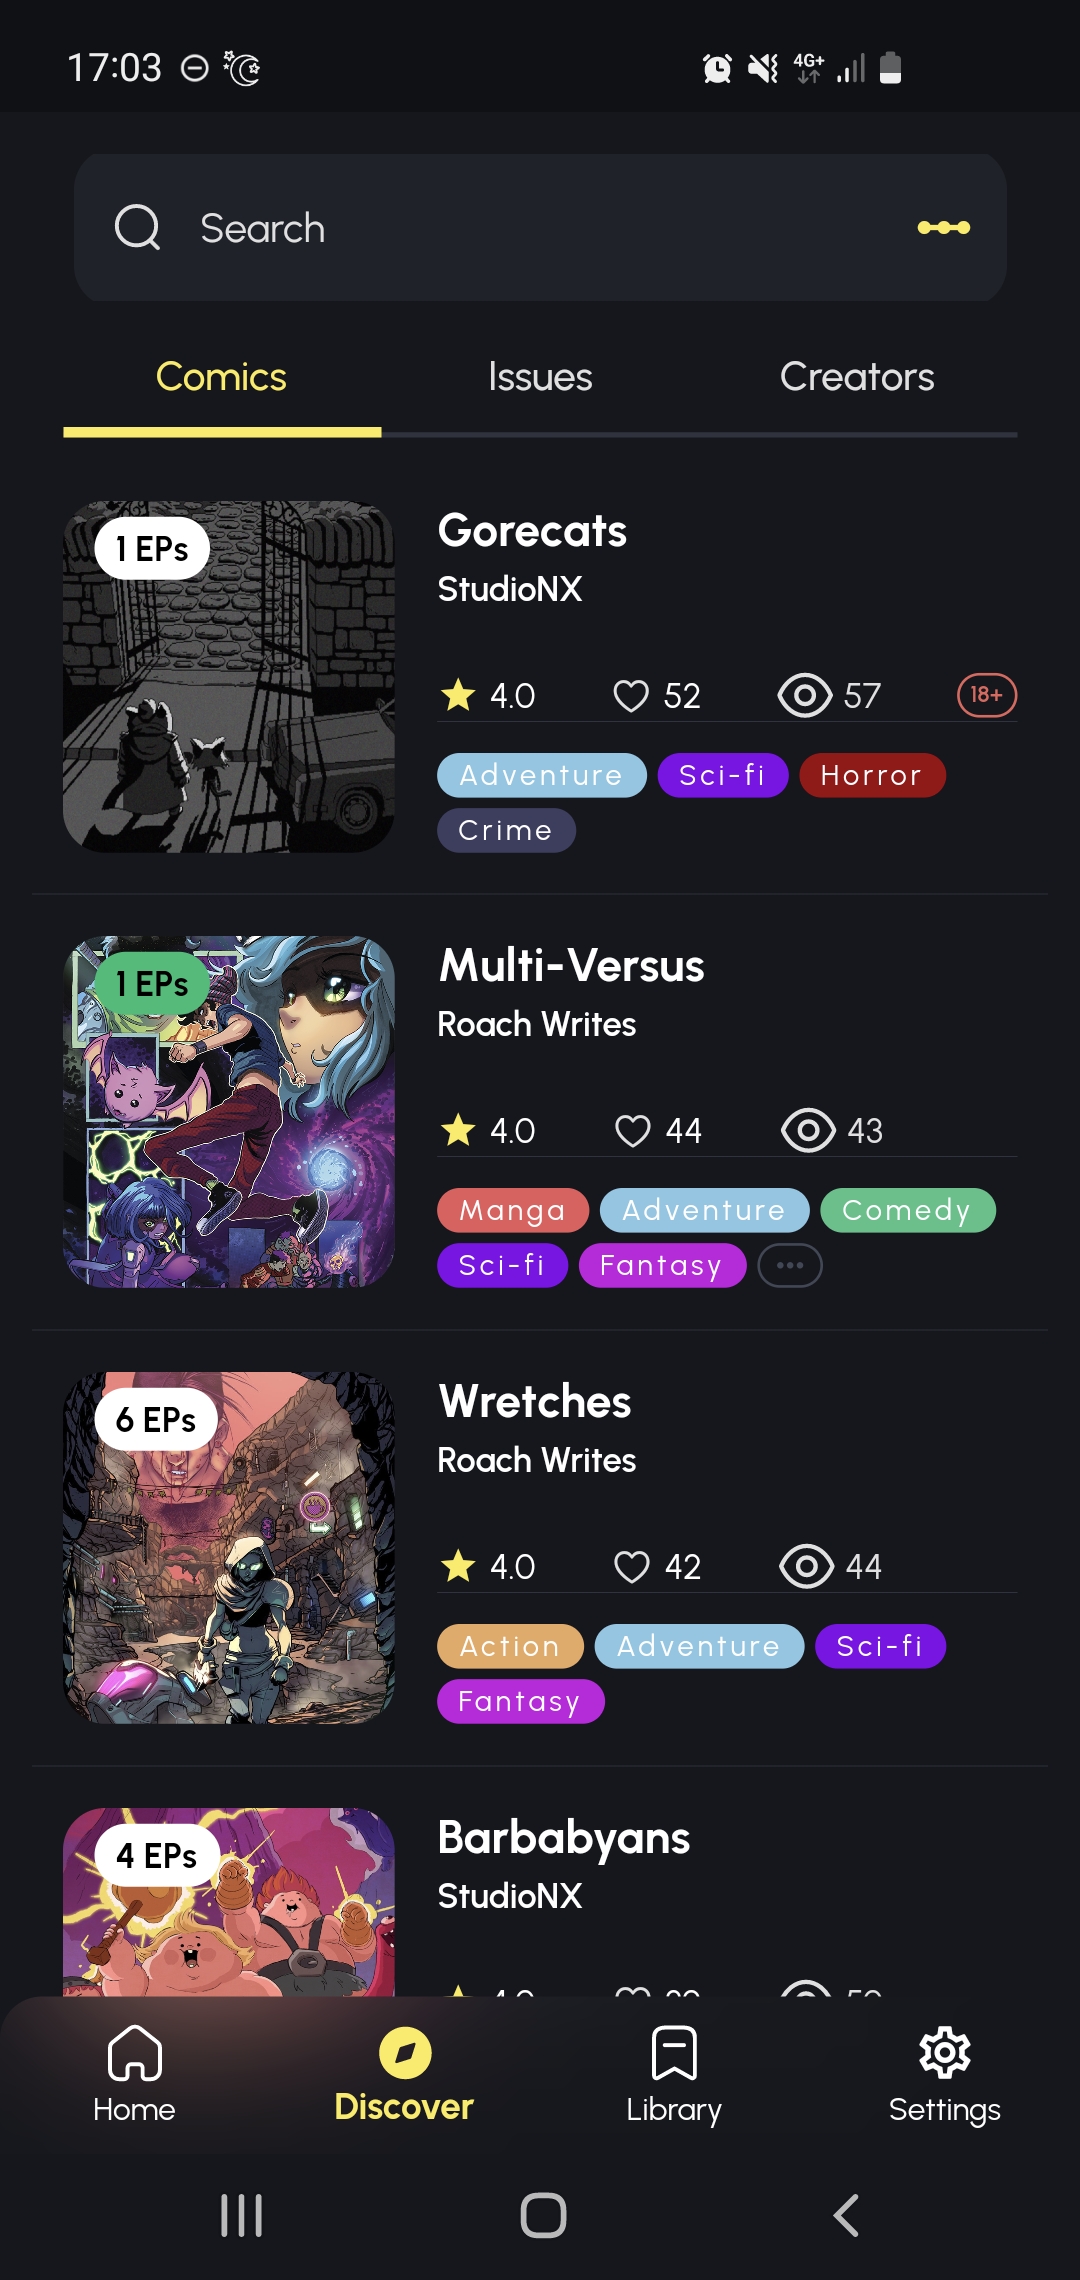 17:03
4G+
Search
Comics Issues Creators
1 EPs
Gorecats
StudioNX
4.0 52 57 18+
Adventure Sci-fi Horror
Crime
1 EPs
Multi-Versus
Roach Writes
4.0 44 43
Manga Adventure Comedy
Sci-fi Fantasy
6 EPs
Wretches
Roach Writes
4.0 42 44
Action Adventure Sci-fi
Fantasy
4 EPs
Barbabyans
StudioNX
4.0
Home Discover Library Settings